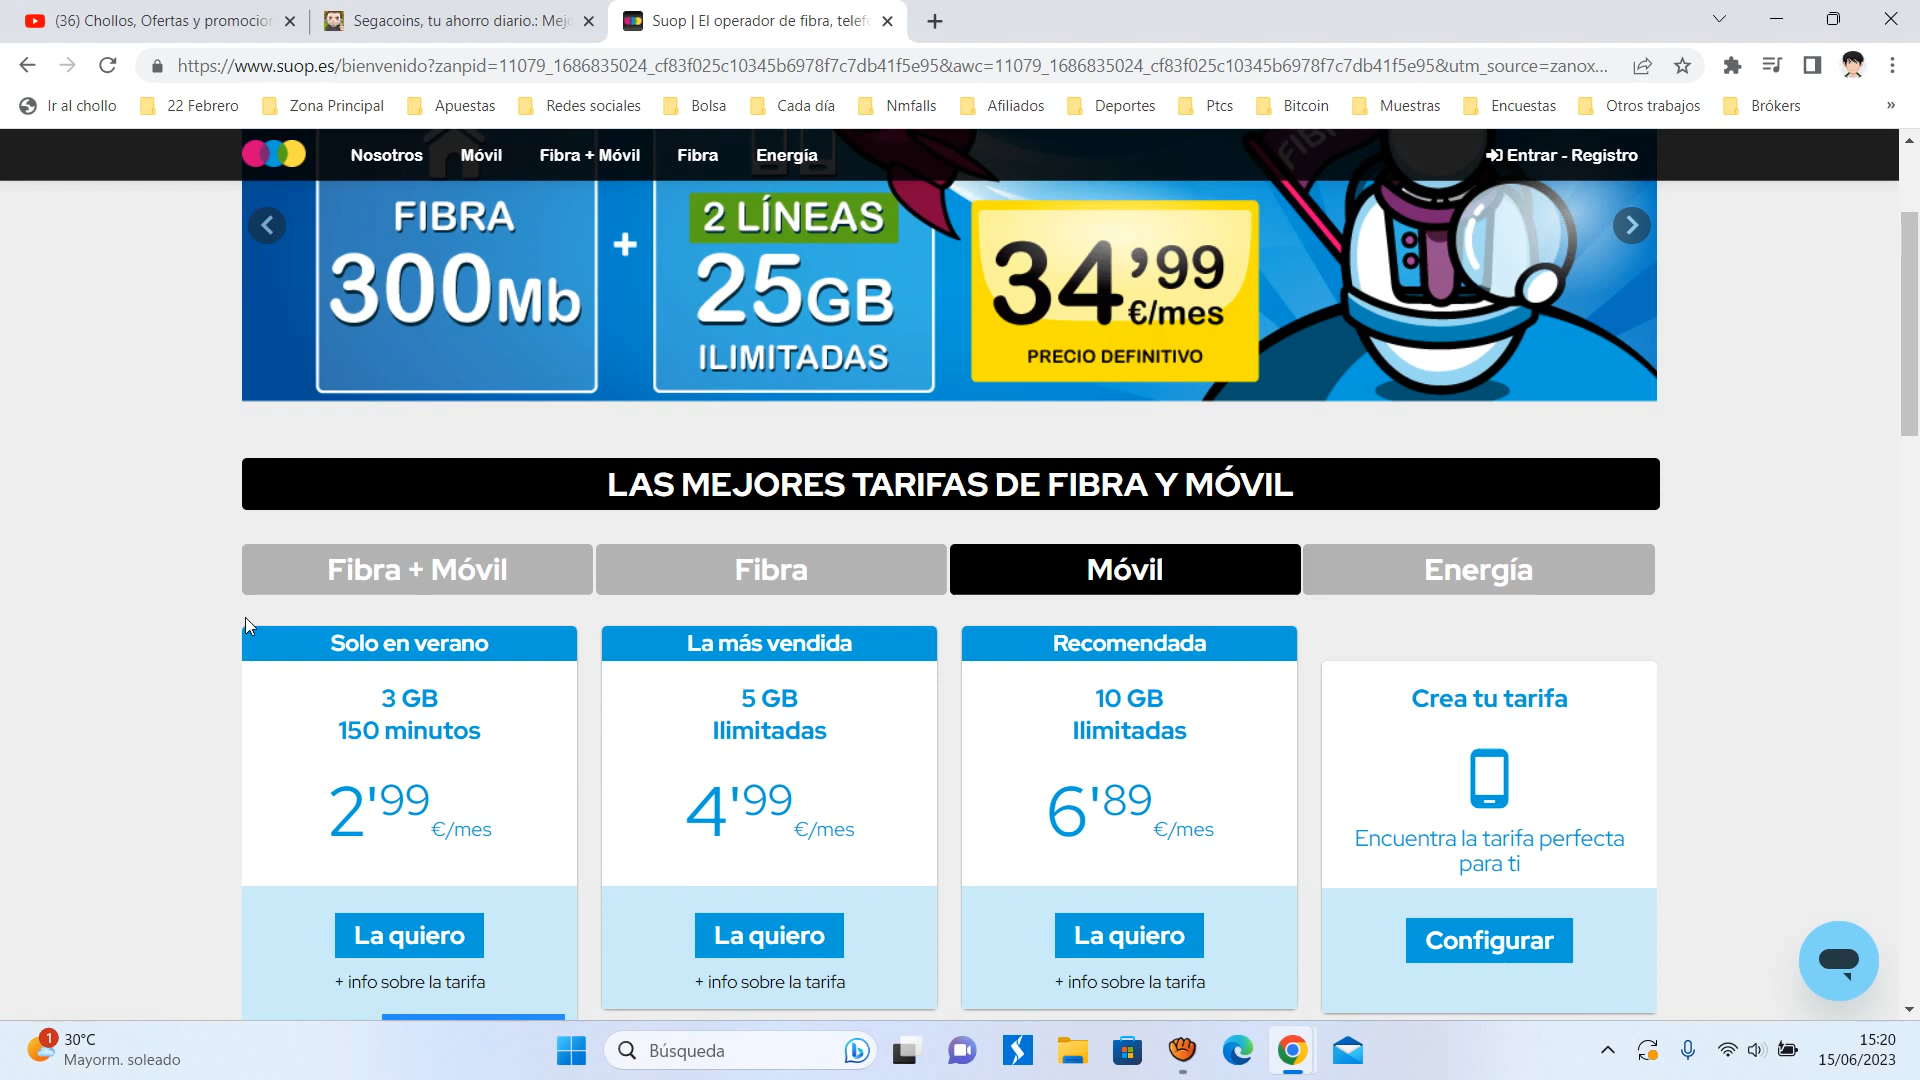 (36) Chollos, Ofertas y promocion
Segacoins, tu ahorro diario.: Mejo
Suop | El operador de fibra, telef
https://www.suop.es/bienvenido?zanpid=11079_1686835024_cf83f025c10345b6978f7c7db41f5e95&awc=11079_1686835024_cf83f025c10345b6978f7c7db41f5e95&utm_source=zanox...
Ir al chollo
22 Febrero
Zona Principal
Apuestas
Redes sociales
Bolsa
Cada día
Nmfalls
Afiliados
Deportes
Ptcs
Bitcoin
Muestras
Encuestas
Otros trabajos
Brókers
»
Nosotros
Móvil
Fibra + Móvil
Fibra
Energía
Entrar - Registro
FIBRA
300Mb
+
2 LÍNEAS
25GB
ILIMITADAS
34'99
€/mes
PRECIO DEFINITIVO
FIBRA
LAS MEJORES TARIFAS DE FIBRA Y MÓVIL
Fibra + Móvil
Fibra
Móvil
Energía
Solo en verano
3 GB
150 minutos
2'99 €/mes
La quiero
+ info sobre la tarifa
La más vendida
5 GB
Ilimitadas
4'99 €/mes
La quiero
+ info sobre la tarifa
Recomendada
10 GB
Ilimitadas
6'89 €/mes
La quiero
+ info sobre la tarifa
Crea tu tarifa
Encuentra la tarifa perfecta
para ti
Configurar
1
30°C
Mayorm. soleado
Búsqueda
15:20
15/06/2023